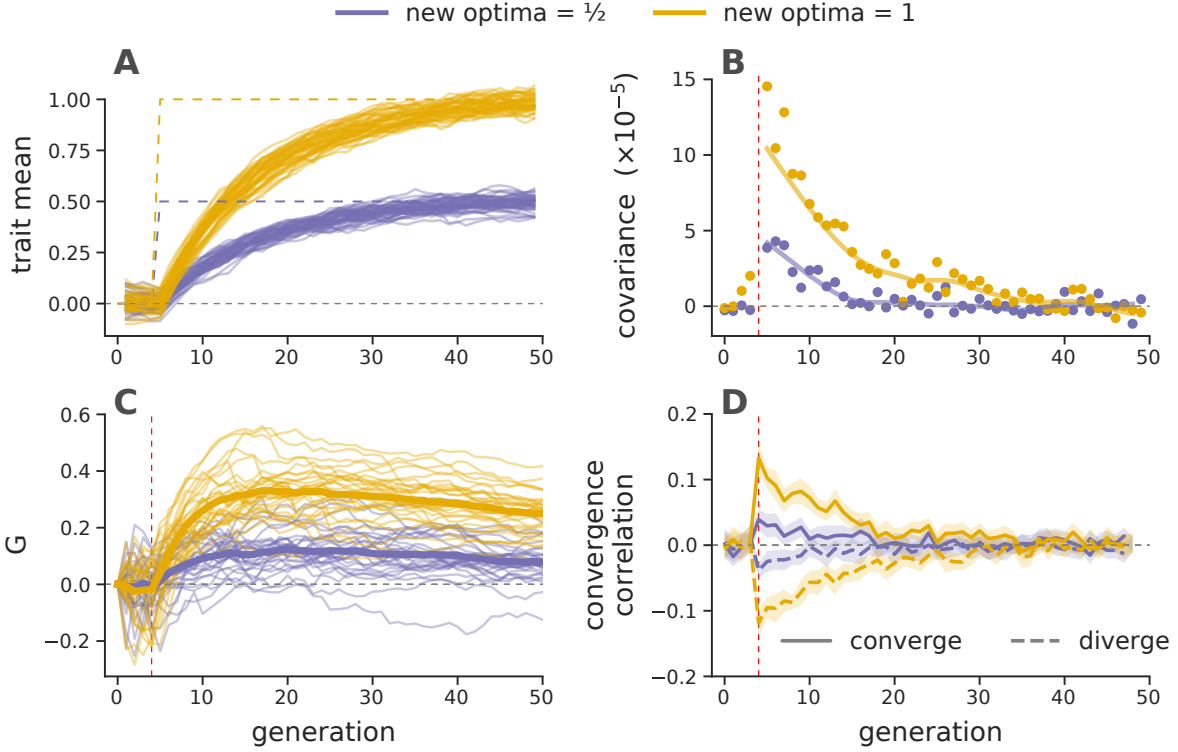 new optima = ½ new optima = 1
A
trait mean
1.00
0.75
0.50
0.25
0.00
0 10 20 30 40 50
B
covariance (×10⁻⁵)
15
10
5
0
0 10 20 30 40 50
C
G
0.6
0.4
0.2
0.0
−0.2
0 10 20 30 40 50
generation
D
convergence
correlation
0.2
0.1
0.0
−0.1
−0.2
converge diverge
0 10 20 30 40 50
generation